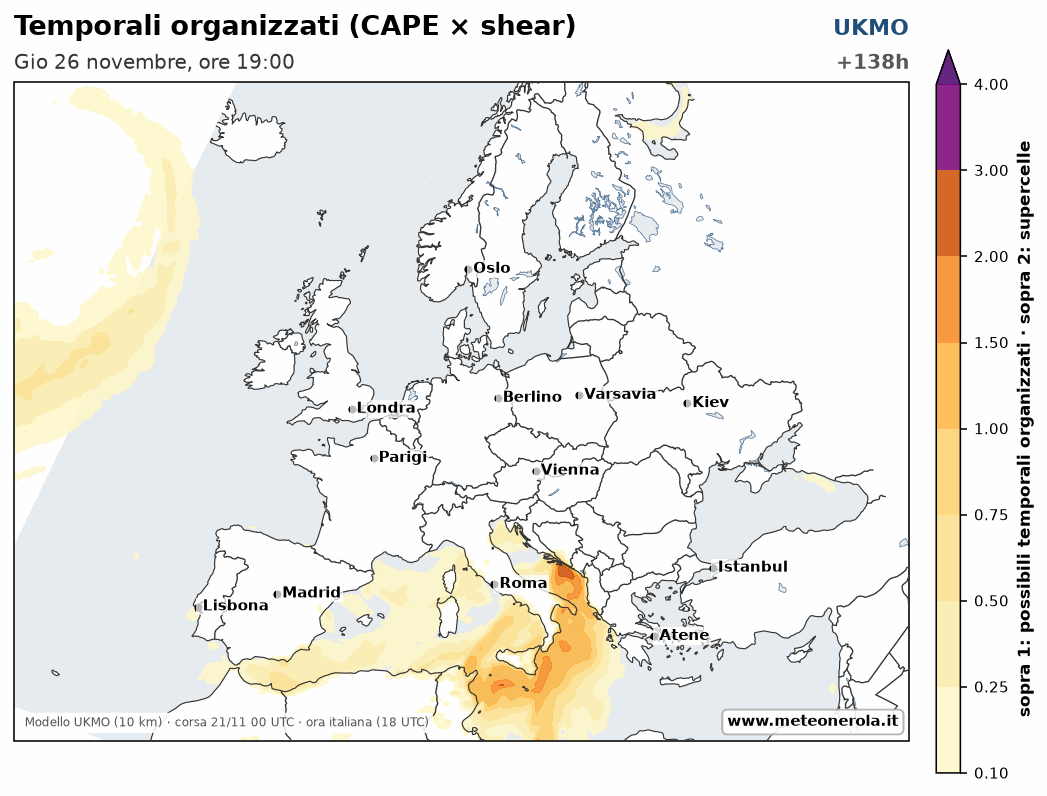 Temporali organizzati (CAPE × shear)
UKMO
Gio 26 novembre, ore 19:00
+138h
Oslo
Berlino
Varsavia
Kiev
Londra
Parigi
Vienna
Istanbul
Roma
Madrid
Lisbona
Atene
Modello UKMO (10 km) · corsa 21/11 00 UTC · ora italiana (18 UTC)
www.meteonerola.it
4.00
3.00
2.00
1.50
1.00
0.75
0.50
0.25
0.10
sopra 1: possibili temporali organizzati · sopra 2: supercelle